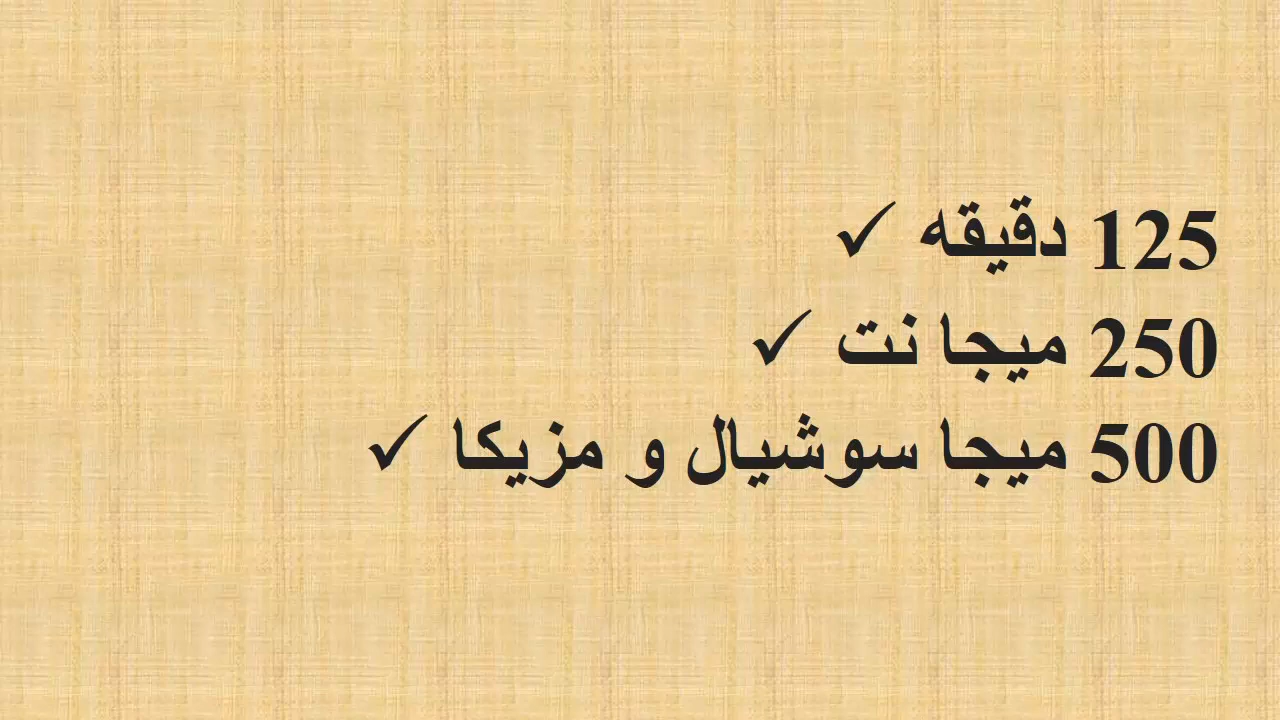 125 دقيقه ✓
250 ميجا نت ✓
500 ميجا سوشيال و مزيكا ✓